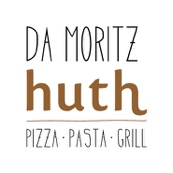 DA MORITZ
huth
PIZZA · PASTA · GRILL